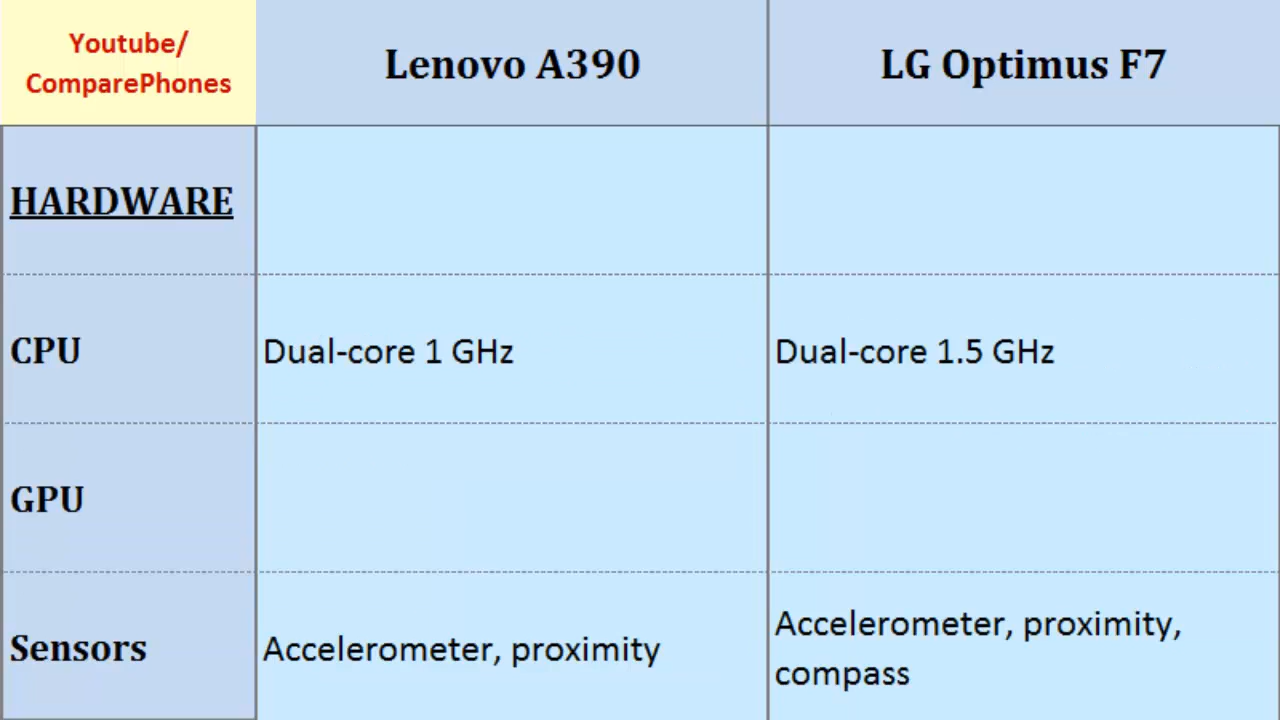 Youtube/
ComparePhones
Lenovo A390
LG Optimus F7
HARDWARE
CPU
Dual-core 1 GHz
Dual-core 1.5 GHz
GPU
Sensors
Accelerometer, proximity
Accelerometer, proximity,
compass